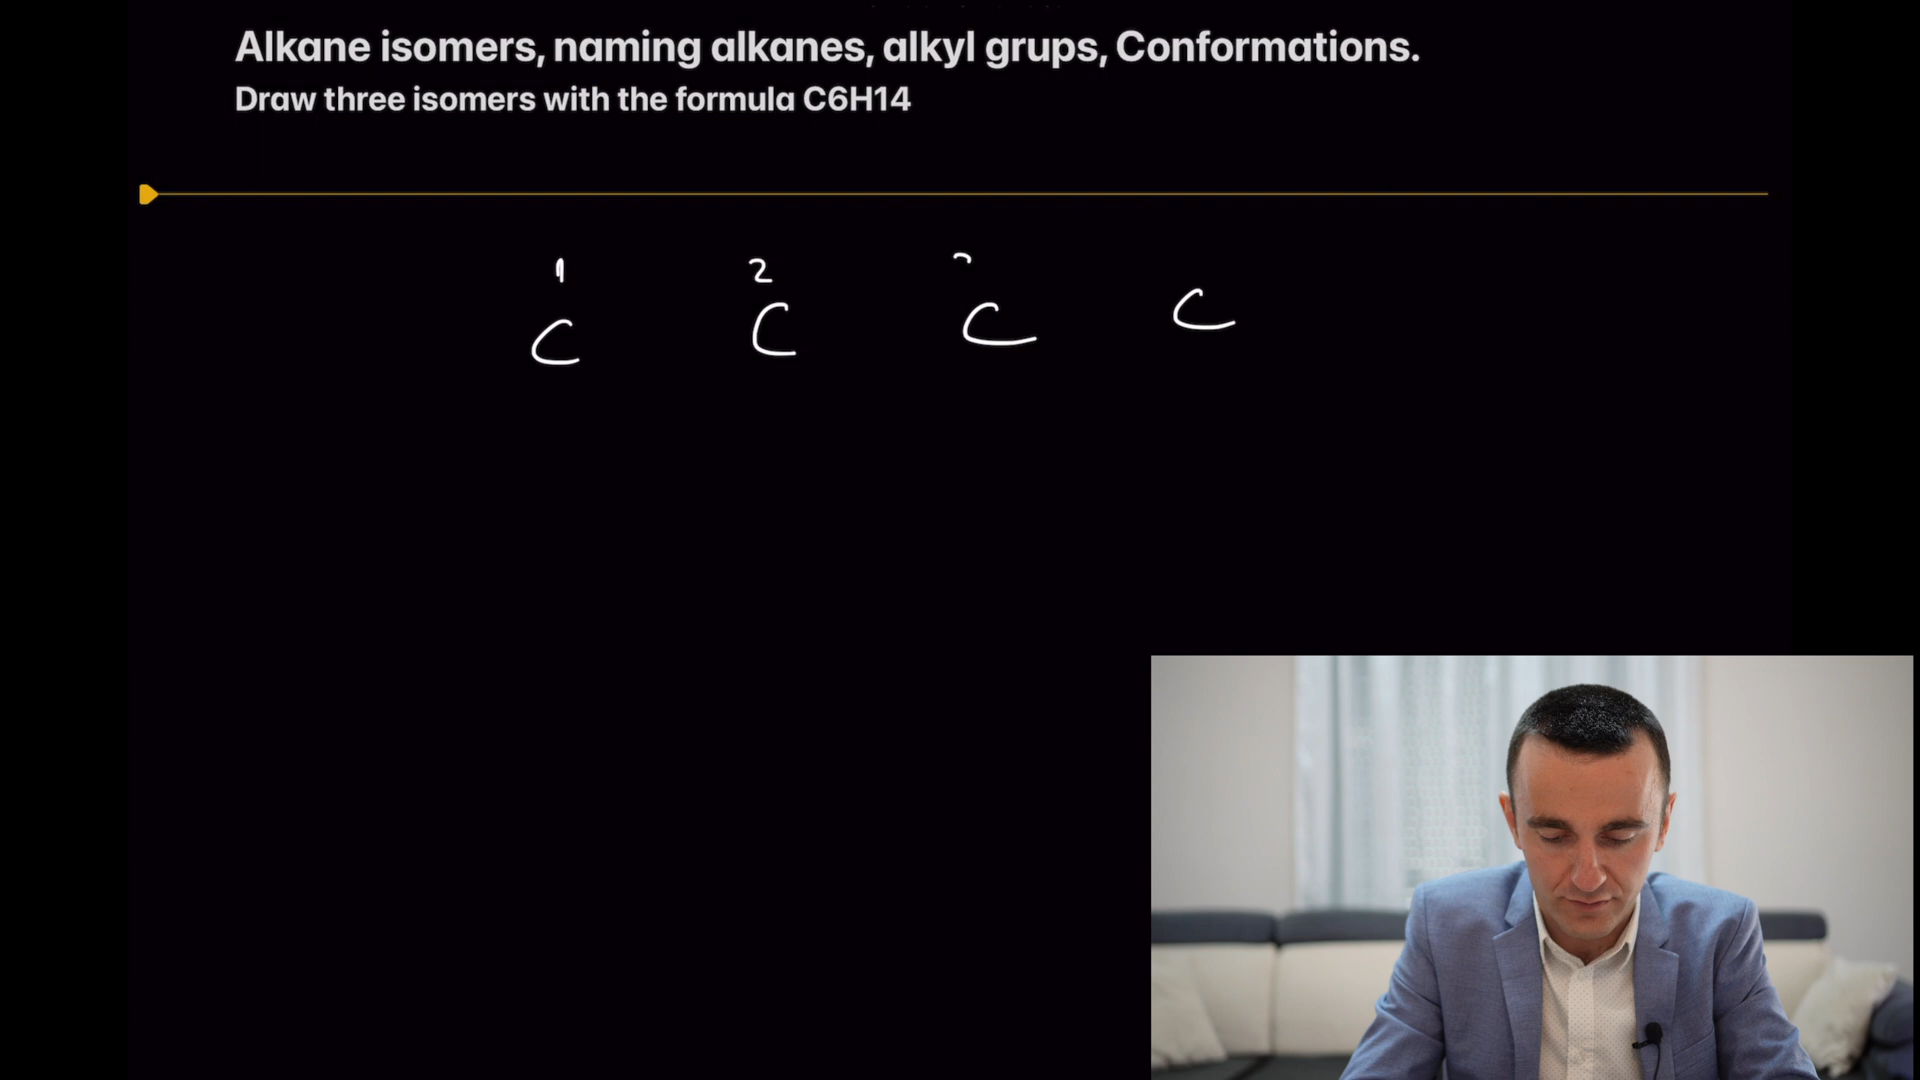 Alkane isomers, naming alkanes, alkyl grups, Conformations.
Draw three isomers with the formula C6H14
1 2
C C C C